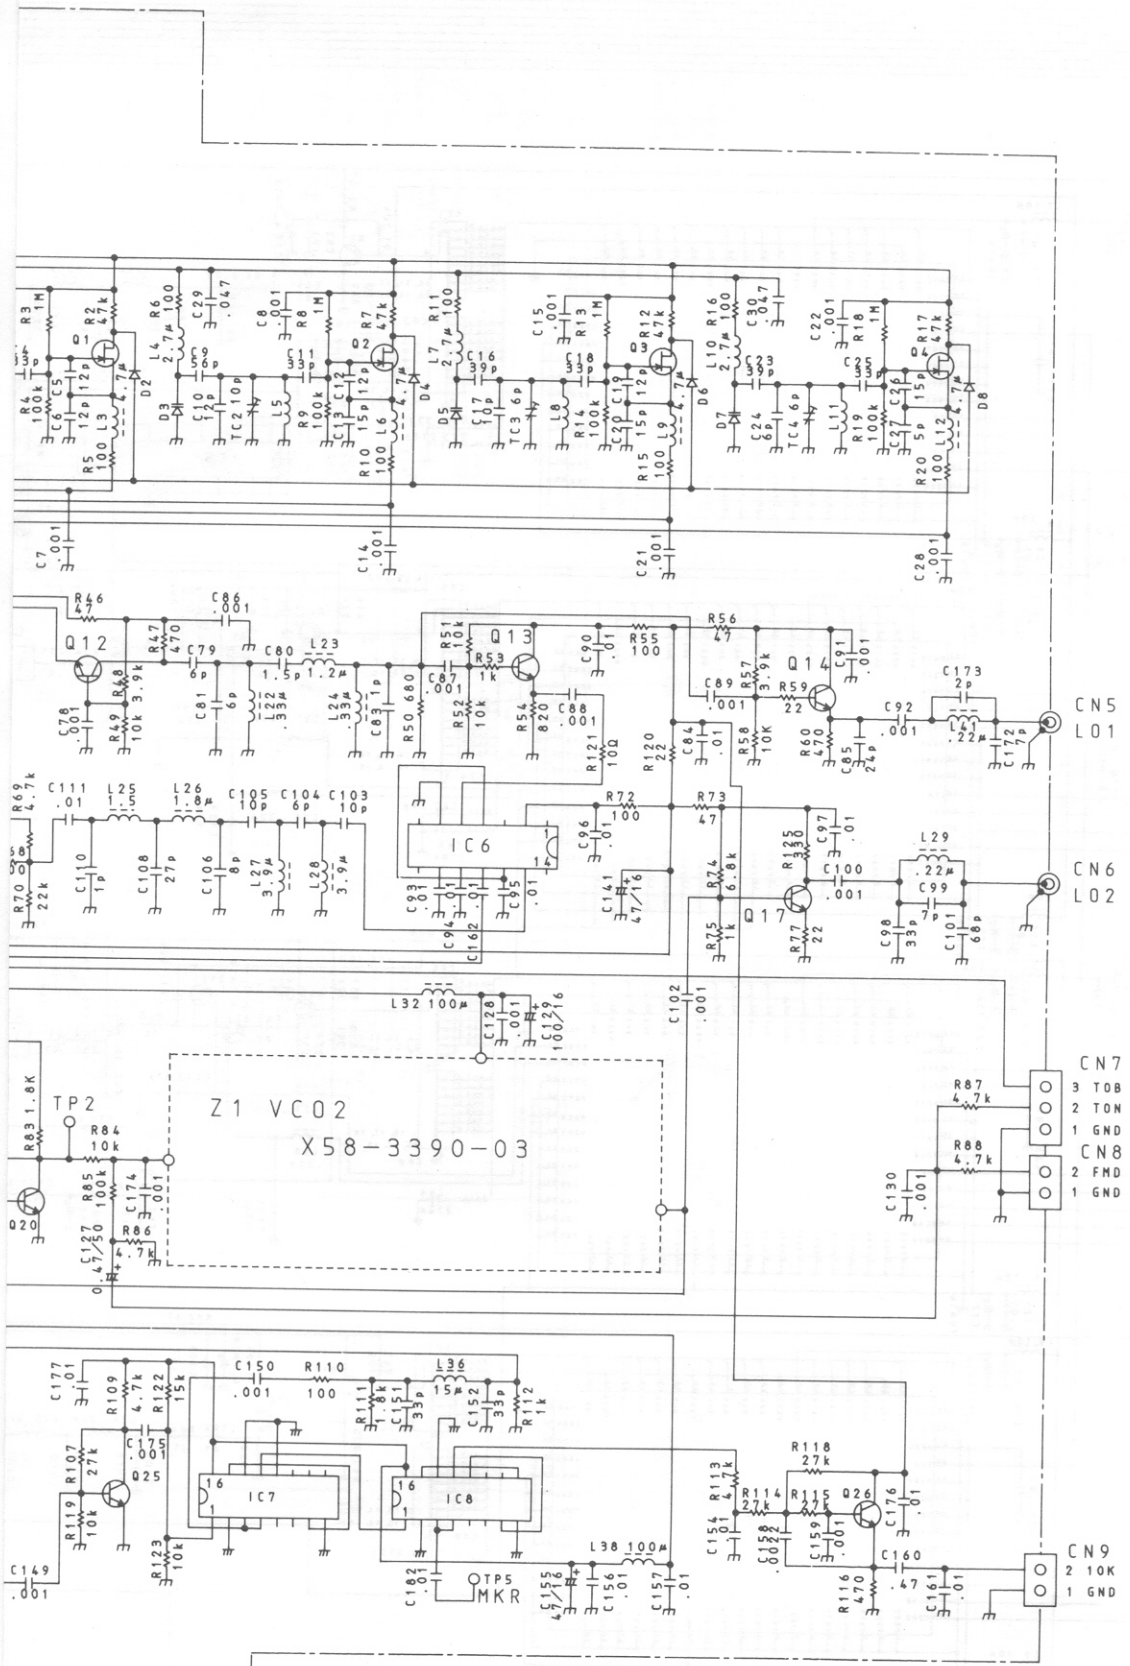 R3 1M
R2 47k
R6 100
C29 .047
C8 .001
R8 1M
R7 47k
R11 100
C15 .001
R13 1M
R12 47k
R16 100
C30 .047
C22 .001
R18 1M
R17 47k
Q1
L4 2.7μ
C9 56p
C11 33p
Q2
L7 2.7μ
C16 39p
C18 33p
Q3
L10 2.7μ
C23 39p
C25 33p
Q4
R4 100k
C5 12p
C6 12p
L3 4.7μ
D2
D3
C10 2p
TC2 10p
L5
R9 100k
C12 12p
C13 15p
L6 4.7μ
D4
D5
C17 10p
TC3 6p
L8
R14 100k
C19 12p
C20 15p
L9 4.7μ
D6
D7
C24 6p
TC4 6p
L11
R19 100k
C26 15p
C27 5p
L12 4.7μ
D8
R5 100
R10 100
R15 100
R20 100
C7 .001
C14 .001
C21 .001
C28 .001
R46 47
Q12
R47 470
C86 .001
C79 6p
C80 1.5p
L23 1.2μ
R51 10k
Q13
R53 1k
C87 .001
C90 .01
R55 100
R56 47
R57 3.9k
Q14
R59 22
C91 .001
C173 2p
C78 .001
R49 10k
R48 3.9k
C81 6p
L22 .33μ
L24 .33μ
C83 1p
R50 680
R52 10k
R54 820
C88 .001
R121 10Ω
R120 22
C84 .01
C89 .001
R58 10K
R60 470
C85 24p
C92 .001
L41 .22μ
C172 7p
CN5
LO1
R69 4.7k
C111 .01
L25 1.5
L26 1.8μ
C105 10p
C104 6p
C103 10p
IC6
1
14
R72 100
C96 .01
R73 47
R74 6.8k
R125 330
C97 .01
C100 .001
L29 .22μ
C99 7p
CN6
LO2
R70 22k
C110 1p
C108 27p
C106 8p
L27 3.9μ
L28 3.9μ
C93 .01
C94 .01
C162 .01
C95 .01
C141 47/16
R75 1k
Q17
R77 22
C98 33p
C101 68p
L32 100μ
C128 .001
C129 100/16
C102 .001
Z1 VCO2
X58-3390-03
R83 1.8K
TP2
R84 10k
R85 100k
C174 .001
Q20
C127 0.47/50
R86 4.7k
R87 4.7k
R88 4.7k
C130 .001
CN7
3 TOB
2 TON
1 GND
CN8
2 FMD
1 GND
C177 .01
R109 4.7k
R122 15k
C150 .001
R110 100
R111 1.8k
C151 33p
L36 15μ
C152 33p
R112 1k
R107 27k
C175 .001
Q25
R119 10k
R123 10k
C149 .001
16
1
IC7
16
1
IC8
C182 .01
TP5
MKR
C155 47/16
C156 .01
L38 100μ
C157 .01
R113 4.7k
R114 27k
R118 27k
R115 27k
Q26
C154 .01
C158 .0022
C159 .001
C176 .01
R116 470
C160 .47
C161 .01
CN9
2 10K
1 GND